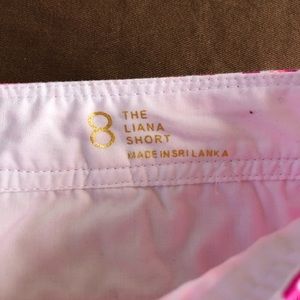 8
THE
LIANA
SHORT
MADE IN SRI LANKA